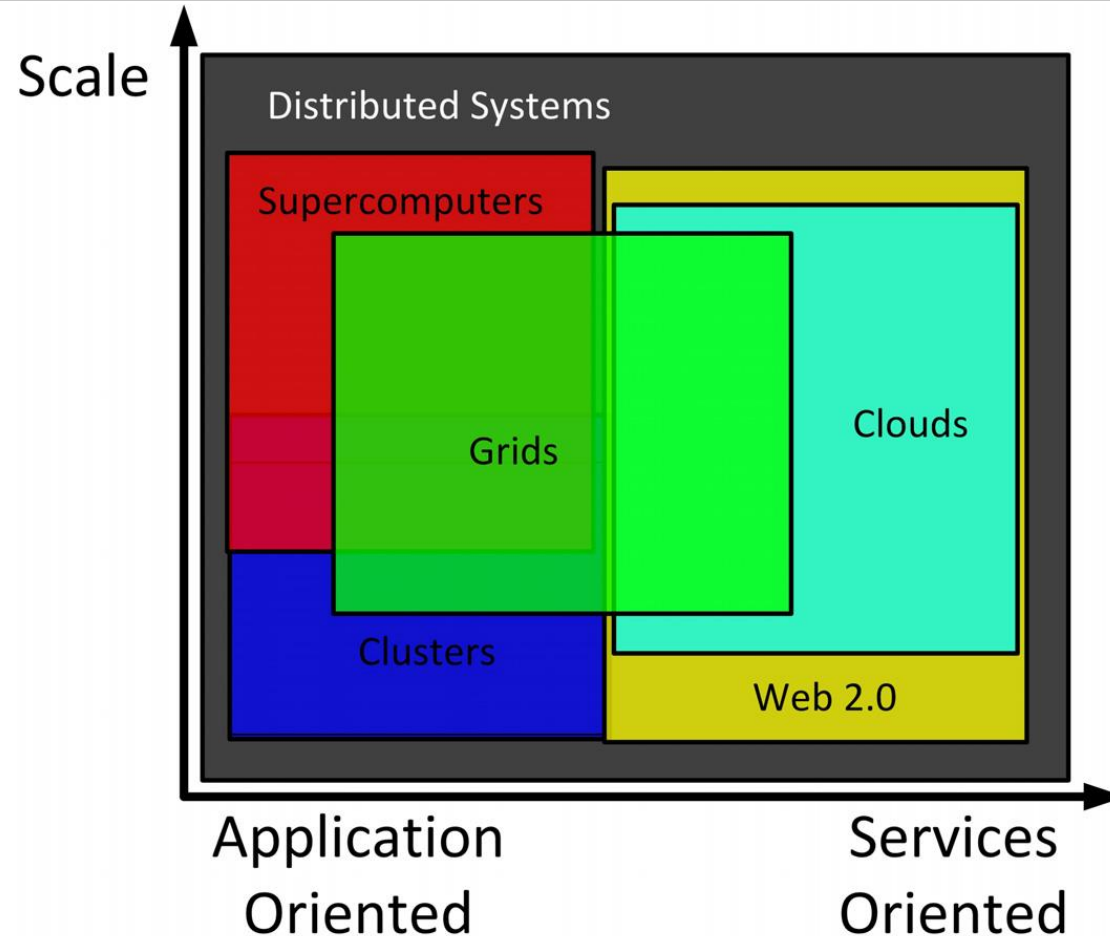 Scale
Distributed Systems
Supercomputers
Grids
Clouds
Clusters
Web 2.0
Application
Oriented
Services
Oriented